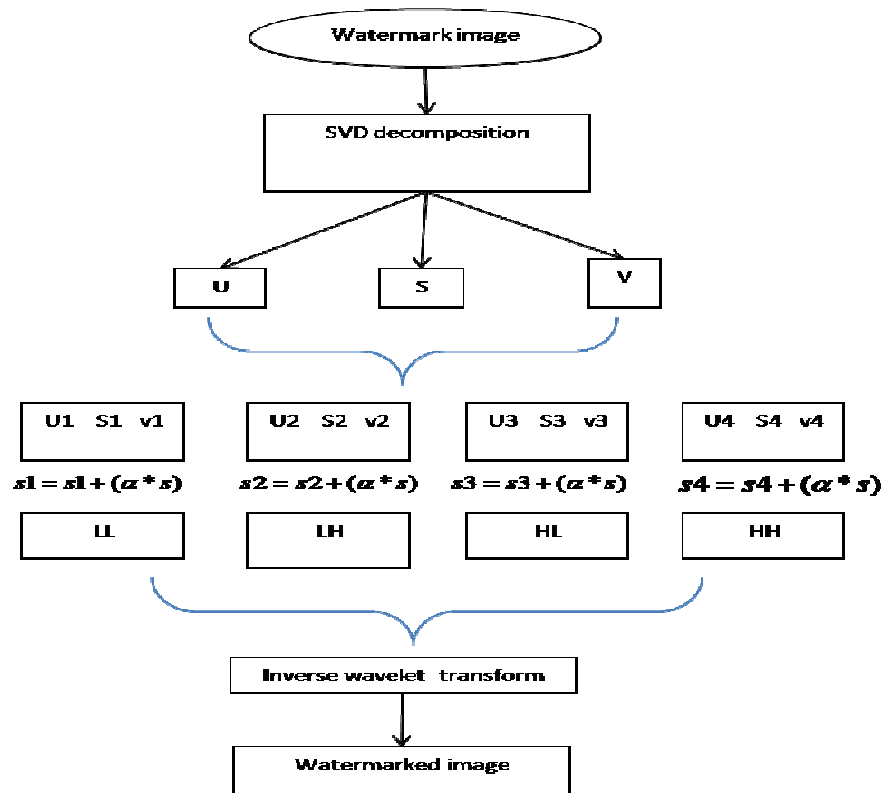 Watermark image
SVD decomposition
U S V
U1 S1 v1 U2 S2 v2 U3 S3 v3 U4 S4 v4
s1 = s1 + (α * s) s2 = s2 + (α * s) s3 = s3 + (α * s) s4 = s4 + (α * s)
LL LH HL HH
Inverse wavelet transform
Watermarked image